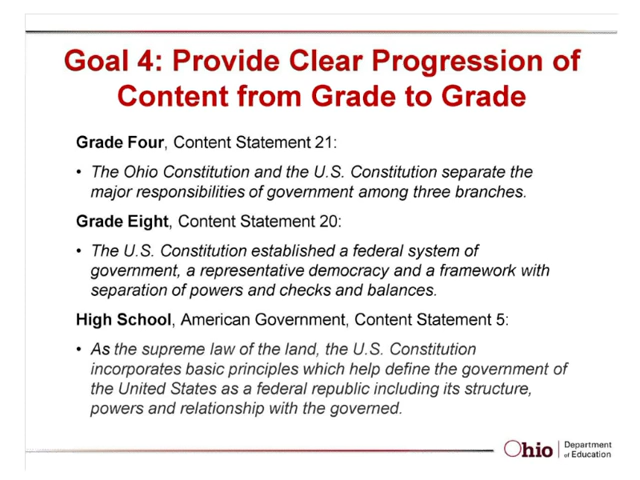 Goal 4: Provide Clear Progression of
Content from Grade to Grade
Grade Four, Content Statement 21:
• The Ohio Constitution and the U.S. Constitution separate the
major responsibilities of government among three branches.
Grade Eight, Content Statement 20:
• The U.S. Constitution established a federal system of
government, a representative democracy and a framework with
separation of powers and checks and balances.
High School, American Government, Content Statement 5:
• As the supreme law of the land, the U.S. Constitution
incorporates basic principles which help define the government of
the United States as a federal republic including its structure,
powers and relationship with the governed.
Ohio Department
of Education